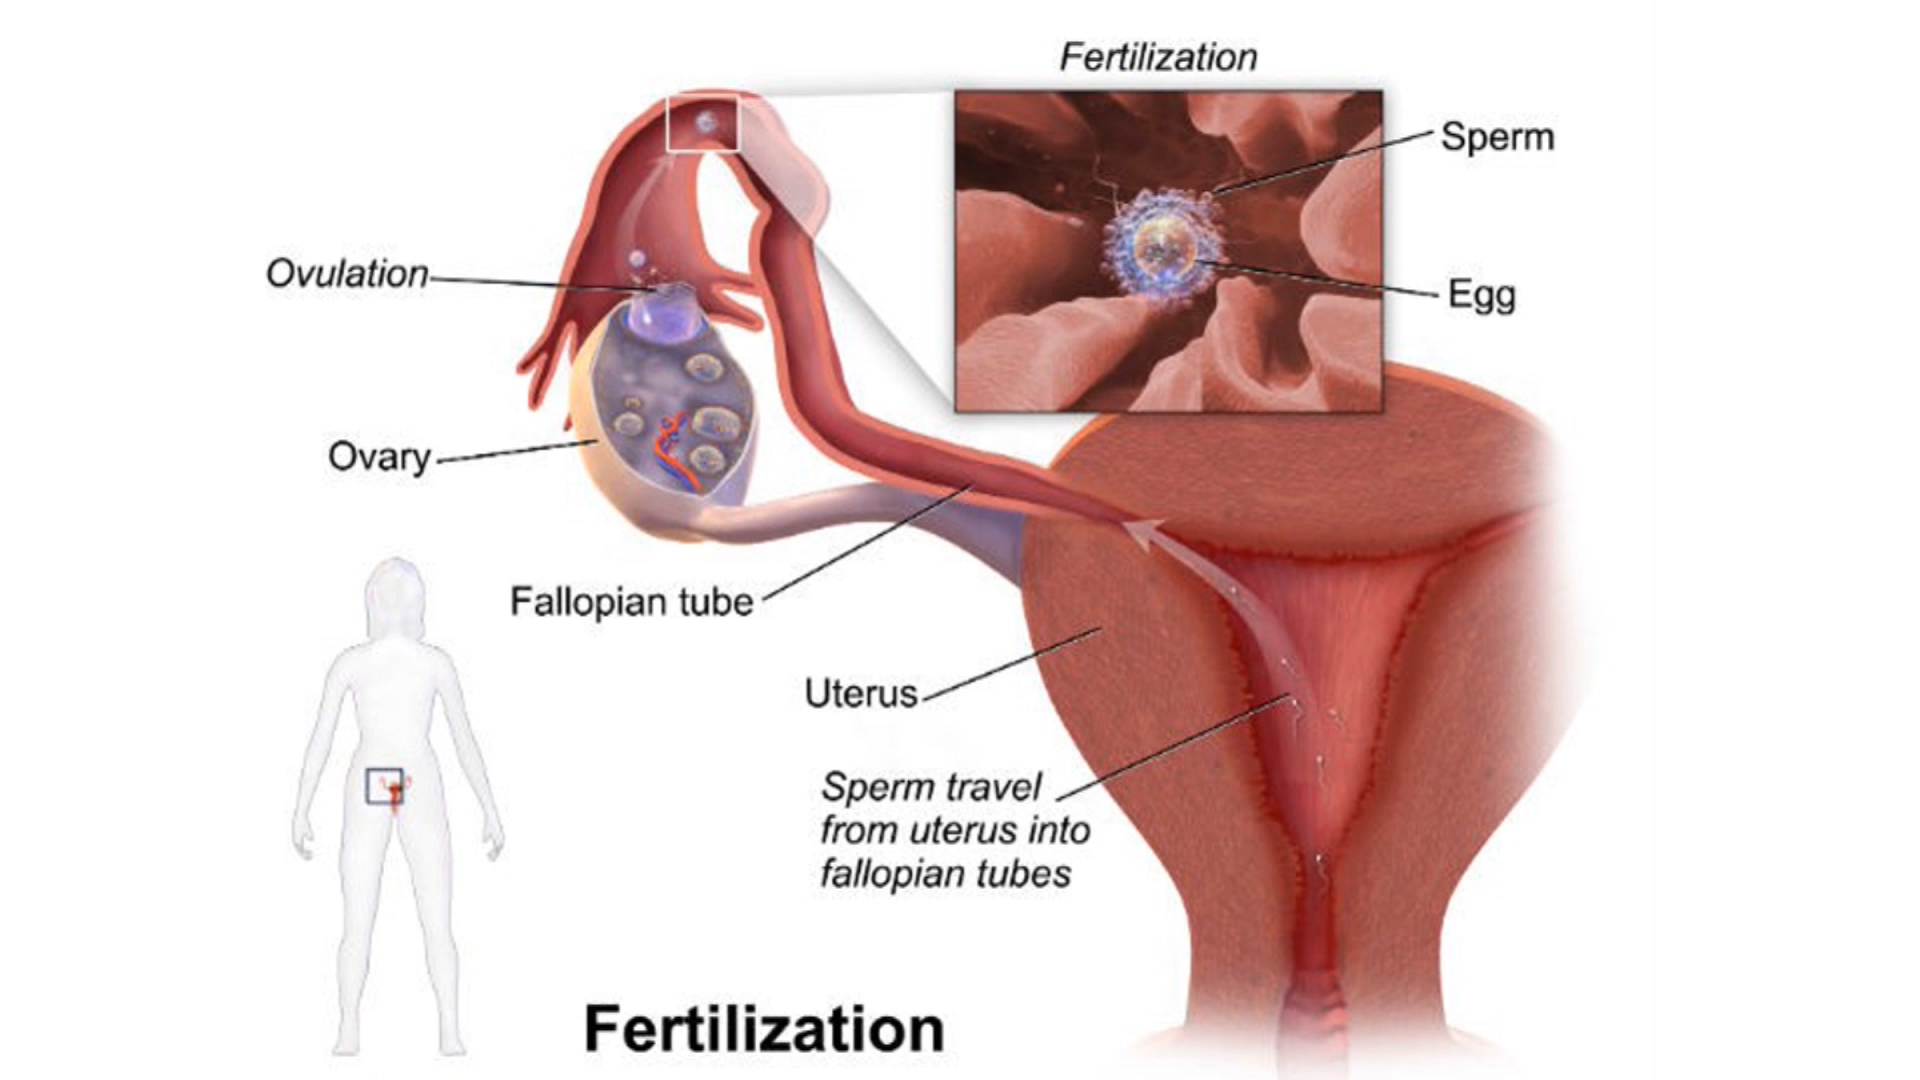 Fertilization
Sperm
Ovulation
Egg
Ovary
Fallopian tube
Uterus
Sperm travel
from uterus into
fallopian tubes
Fertilization